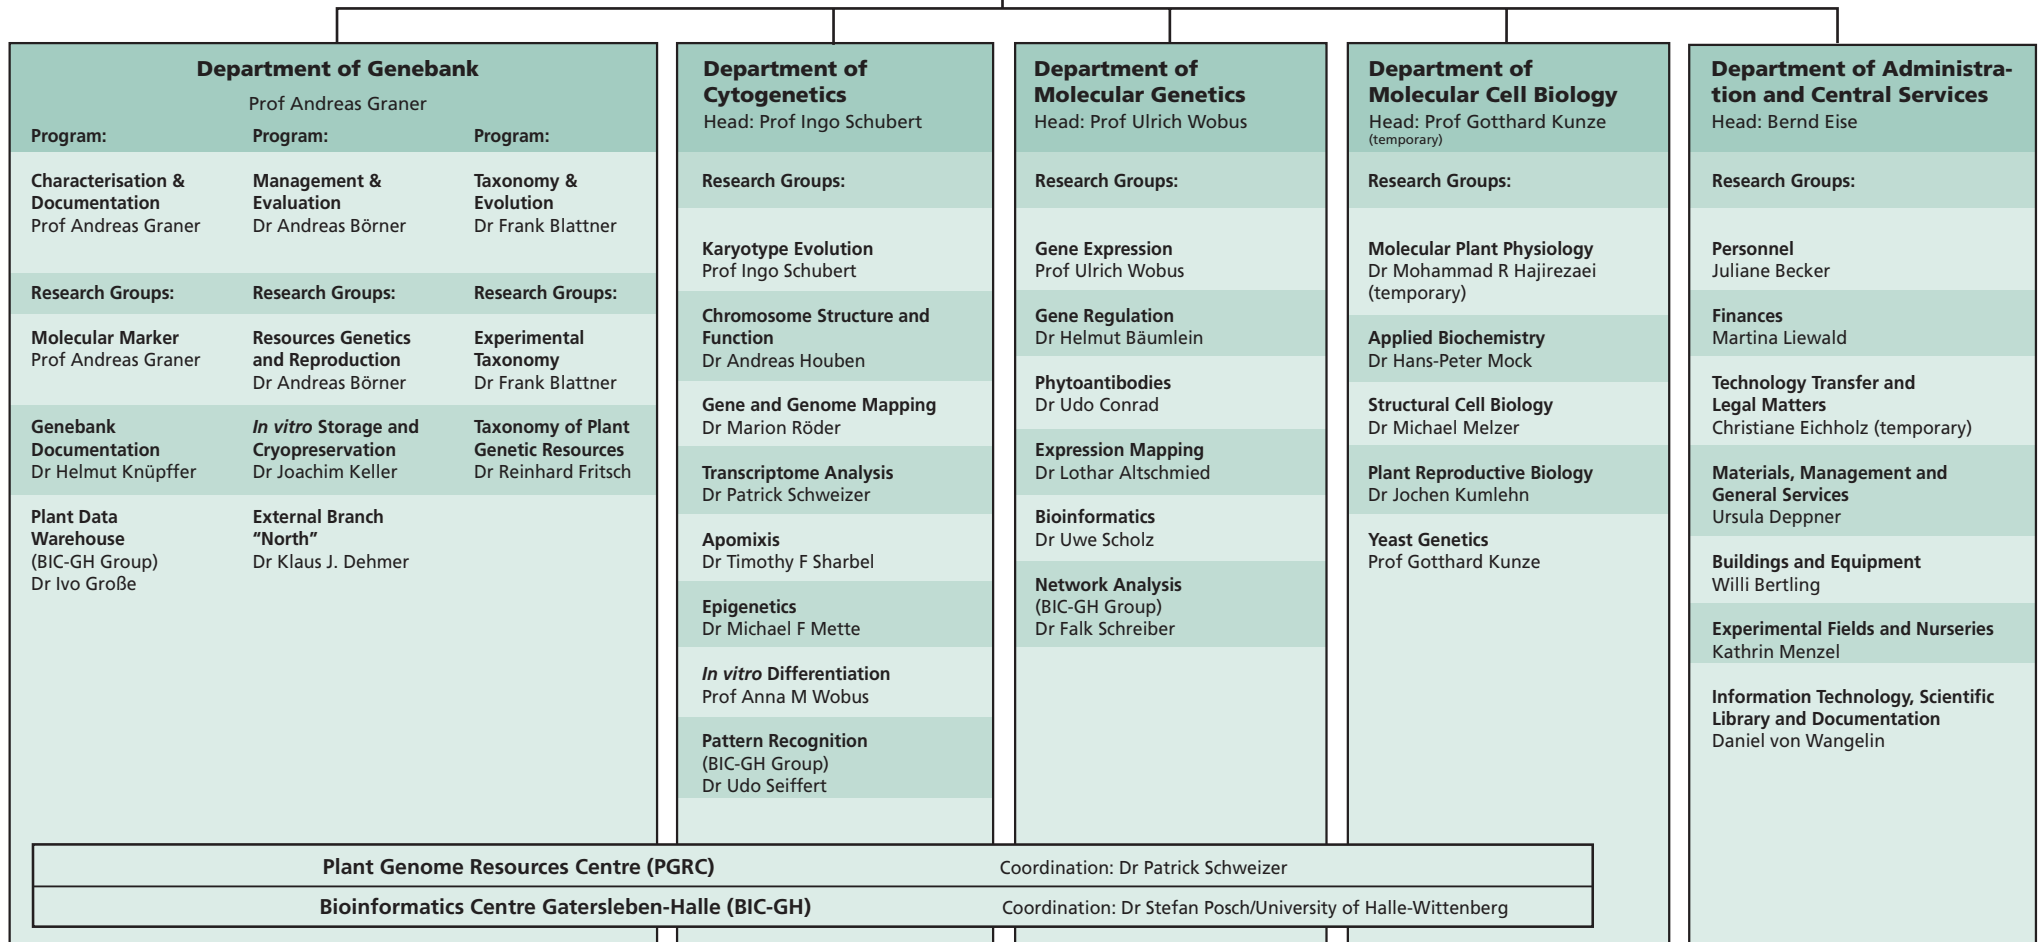 Department of Genebank
Prof Andreas Graner
Program:
Characterisation &
Documentation
Prof Andreas Graner
Research Groups:
Molecular Marker
Prof Andreas Graner
Genebank
Documentation
Dr Helmut Knüpffer
Plant Data
Warehouse
(BIC-GH Group)
Dr Ivo Große
Program:
Management &
Evaluation
Dr Andreas Börner
Research Groups:
Resources Genetics
and Reproduction
Dr Andreas Börner
In vitro Storage and
Cryopreservation
Dr Joachim Keller
External Branch
“North”
Dr Klaus J. Dehmer
Program:
Taxonomy &
Evolution
Dr Frank Blattner
Research Groups:
Experimental
Taxonomy
Dr Frank Blattner
Taxonomy of Plant
Genetic Resources
Dr Reinhard Fritsch
Department of
Cytogenetics
Head: Prof Ingo Schubert
Research Groups:
Karyotype Evolution
Prof Ingo Schubert
Chromosome Structure and
Function
Dr Andreas Houben
Gene and Genome Mapping
Dr Marion Röder
Transcriptome Analysis
Dr Patrick Schweizer
Apomixis
Dr Timothy F Sharbel
Epigenetics
Dr Michael F Mette
In vitro Differentiation
Prof Anna M Wobus
Pattern Recognition
(BIC-GH Group)
Dr Udo Seiffert
Department of
Molecular Genetics
Head: Prof Ulrich Wobus
Research Groups:
Gene Expression
Prof Ulrich Wobus
Gene Regulation
Dr Helmut Bäumlein
Phytoantibodies
Dr Udo Conrad
Expression Mapping
Dr Lothar Altschmied
Bioinformatics
Dr Uwe Scholz
Network Analysis
(BIC-GH Group)
Dr Falk Schreiber
Department of
Molecular Cell Biology
Head: Prof Gotthard Kunze
(temporary)
Research Groups:
Molecular Plant Physiology
Dr Mohammad R Hajirezaei
(temporary)
Applied Biochemistry
Dr Hans-Peter Mock
Structural Cell Biology
Dr Michael Melzer
Plant Reproductive Biology
Dr Jochen Kumlehn
Yeast Genetics
Prof Gotthard Kunze
Department of Administra-
tion and Central Services
Head: Bernd Eise
Research Groups:
Personnel
Juliane Becker
Finances
Martina Liewald
Technology Transfer and
Legal Matters
Christiane Eichholz (temporary)
Materials, Management and
General Services
Ursula Deppner
Buildings and Equipment
Willi Bertling
Experimental Fields and Nurseries
Kathrin Menzel
Information Technology, Scientific
Library and Documentation
Daniel von Wangelin
Plant Genome Resources Centre (PGRC) Coordination: Dr Patrick Schweizer
Bioinformatics Centre Gatersleben-Halle (BIC-GH) Coordination: Dr Stefan Posch/University of Halle-Wittenberg